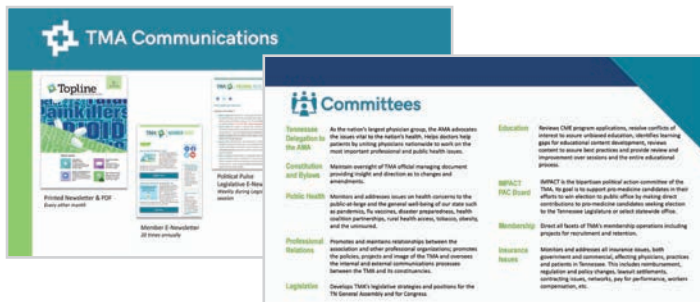 TMA Communications
Topline
Painkillers
Printed Newsletter & PDF
Every other month
TMA
Member E-Newsletter
20 times annually
Political Pulse
Legislative E-New
Weekly during Legis
session
Committees
Tennessee
Delegation to
the AMA
As the nation's largest physician group, the AMA advocates
the issues vital to the nation's health. Helps doctors help
patients by uniting physicians nationwide to work on the
most important professional and public health issues.
Constitution
and Bylaws
Maintain oversight of TMA official managing document
providing insight and direction as to changes and
amendments.
Public Health
Monitors and addresses issues on health concerns to the
public-at-large and the general well-being of our state such
as pandemics, flu vaccines, disaster preparedness, health
coalition partnerships, rural health access, tobacco, obesity,
and the uninsured.
Professional
Relations
Promotes and maintains relationships between the
association and other professional organizations; promotes
the policies, projects and image of the TMA and oversees
the internal and external communications processes
between the TMA and its constituencies.
Legislative
Develops TMA's legislative strategies and positions for the
TN General Assembly and for Congress
Education
Reviews CME program applications, resolve conflicts of
interest to assure unbiased education, identifies learning
gaps for educational content development, reviews
content to assure best practices and provide review and
improvement over sessions and the entire educational
process.
IMPACT
PAC Board
IMPACT is the bipartisan political action committee of the
TMA. Its goal is to support pro-medicine candidates in their
efforts to win election to public office by making direct
contributions to pro-medicine candidates seeking election
to the Tennessee Legislature or select statewide office.
Membership
Direct all facets of TMA's membership operations including
projects for recruitment and retention.
Insurance
Issues
Monitors and addresses all insurance issues, both
government and commercial, affecting physicians, practices
and patients in Tennessee. This includes reimbursement,
regulation and policy changes, lawsuit settlements,
contracting issues, networks, pay for performance, workers
compensation, etc.